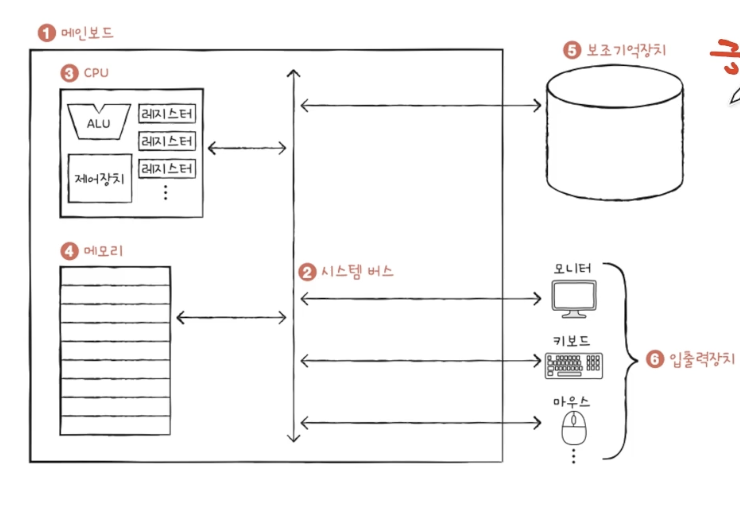 1 메인보드
3 CPU
ALU
레지스터
레지스터
레지스터
제어장치
4 메모리
2 시스템 버스
5 보조기억장치
모니터
키보드
마우스
6 입출력장치